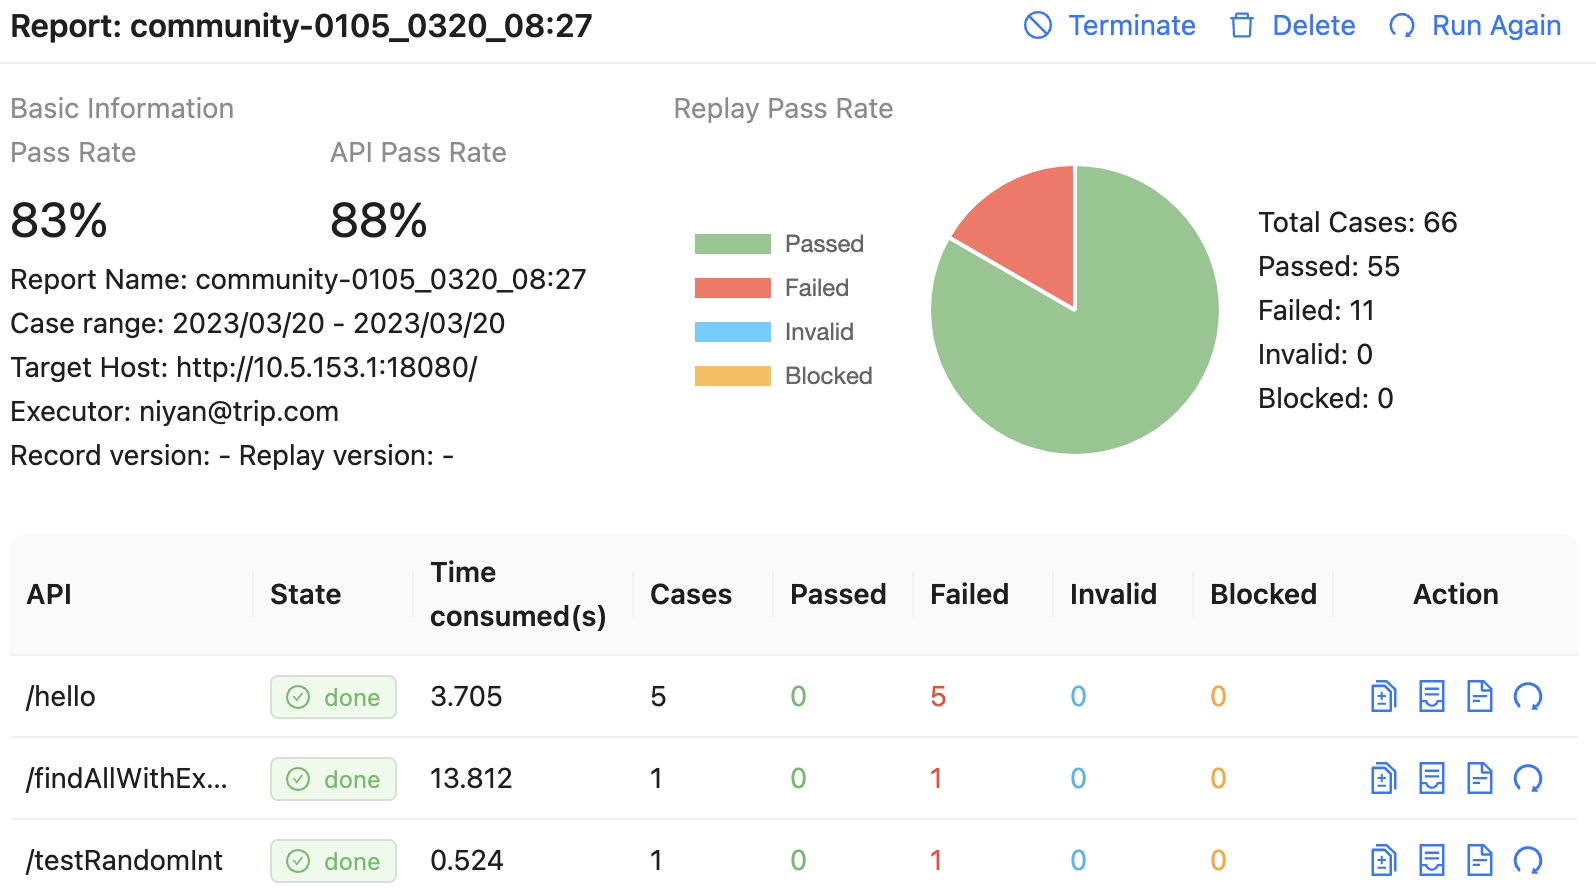 Report: community-0105_0320_08:27 Terminate Delete Run Again
Basic Information
Pass Rate API Pass Rate
83% 88%
Report Name: community-0105_0320_08:27
Case range: 2023/03/20 - 2023/03/20
Target Host: http://10.5.153.1:18080/
Executor: niyan@trip.com
Record version: - Replay version: -
Replay Pass Rate
Passed
Failed
Invalid
Blocked
Total Cases: 66
Passed: 55
Failed: 11
Invalid: 0
Blocked: 0
API State Time consumed(s) Cases Passed Failed Invalid Blocked Action
/hello done 3.705 5 0 5 0 0
/findAllWithEx... done 13.812 1 0 1 0 0
/testRandomInt done 0.524 1 0 1 0 0